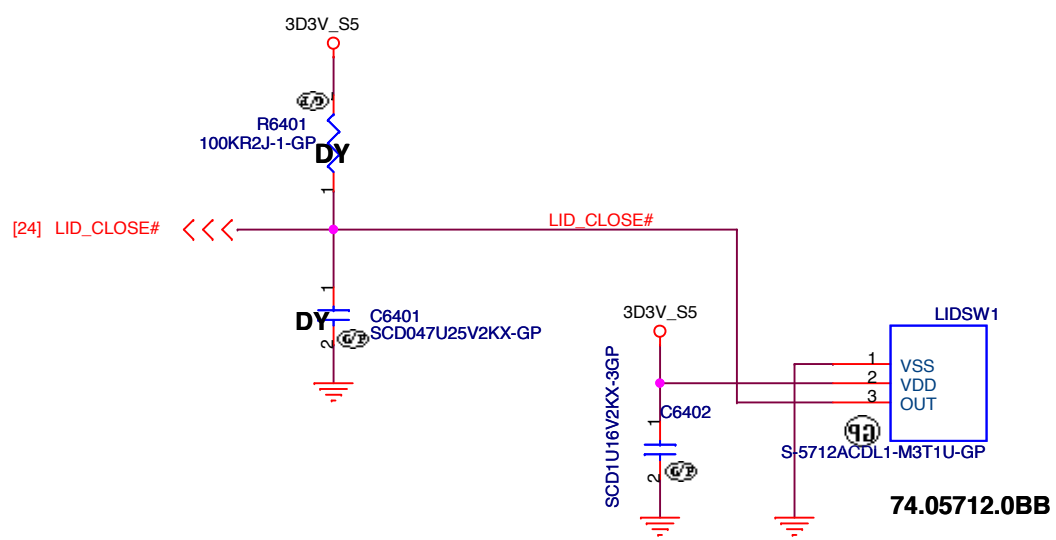 3D3V_S5
G/P
R6401
100KR2J-1-GP
DY
1
[24] LID_CLOSE#
LID_CLOSE#
1
DY
C6401
SCD047U25V2KX-GP
2
G/P
3D3V_S5
LIDSW1
1
VSS
2
VDD
3
OUT
SCD1U16V2KX-3GP
C6402
1
GP
S-5712ACDL1-M3T1U-GP
2
G/P
74.05712.0BB